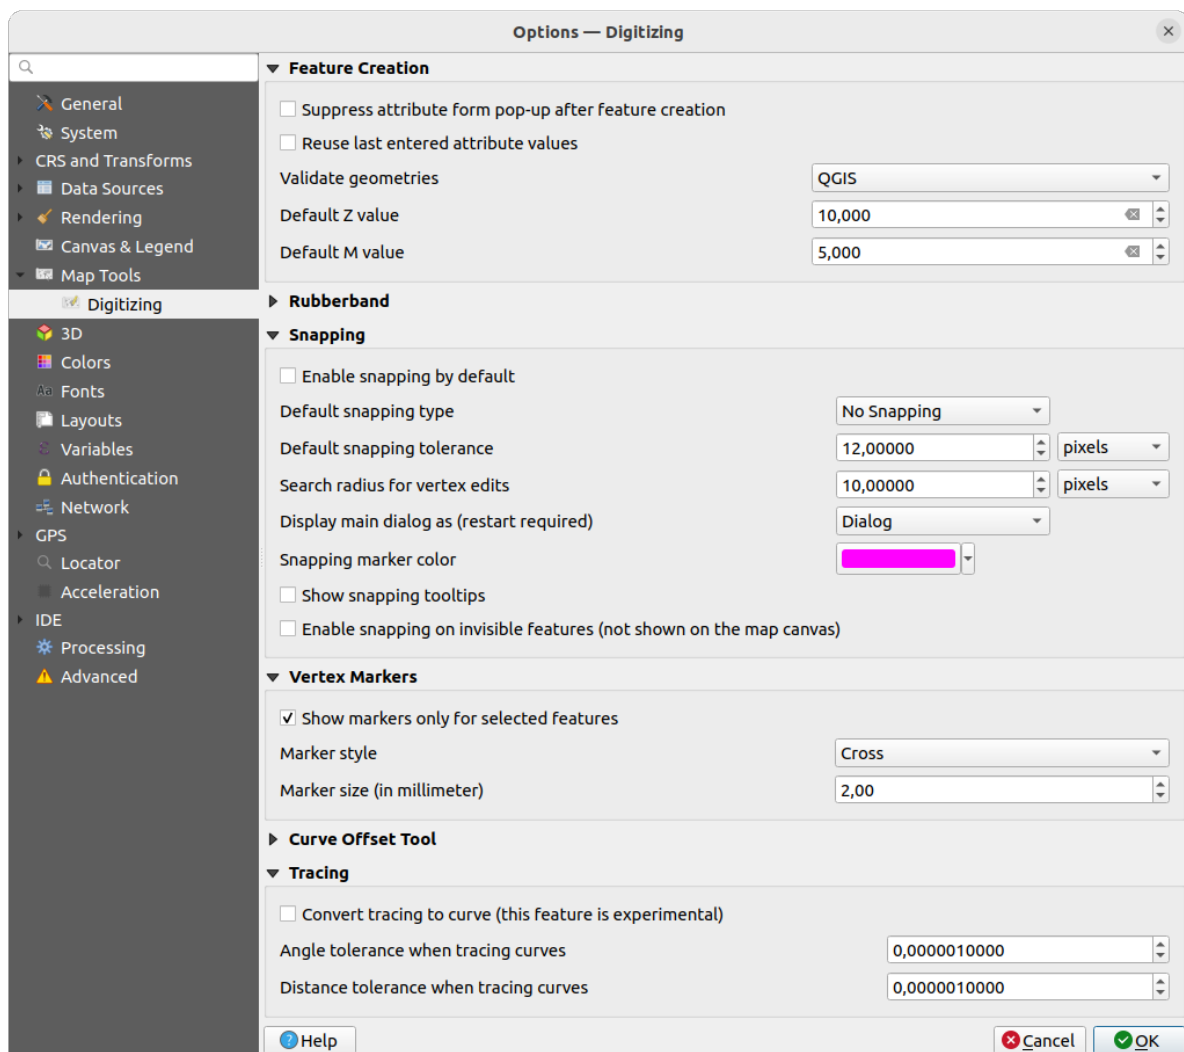 Options — Digitizing
General
System
CRS and Transforms
Data Sources
Rendering
Canvas & Legend
Map Tools
Digitizing
3D
Colors
Fonts
Layouts
Variables
Authentication
Network
GPS
Locator
Acceleration
IDE
Processing
Advanced
Feature Creation
Suppress attribute form pop-up after feature creation
Reuse last entered attribute values
Validate geometries QGIS
Default Z value 10,000
Default M value 5,000
Rubberband
Snapping
Enable snapping by default
Default snapping type No Snapping
Default snapping tolerance 12,00000 pixels
Search radius for vertex edits 10,00000 pixels
Display main dialog as (restart required) Dialog
Snapping marker color
Show snapping tooltips
Enable snapping on invisible features (not shown on the map canvas)
Vertex Markers
Show markers only for selected features
Marker style Cross
Marker size (in millimeter) 2,00
Curve Offset Tool
Tracing
Convert tracing to curve (this feature is experimental)
Angle tolerance when tracing curves 0,0000010000
Distance tolerance when tracing curves 0,0000010000
Help Cancel OK